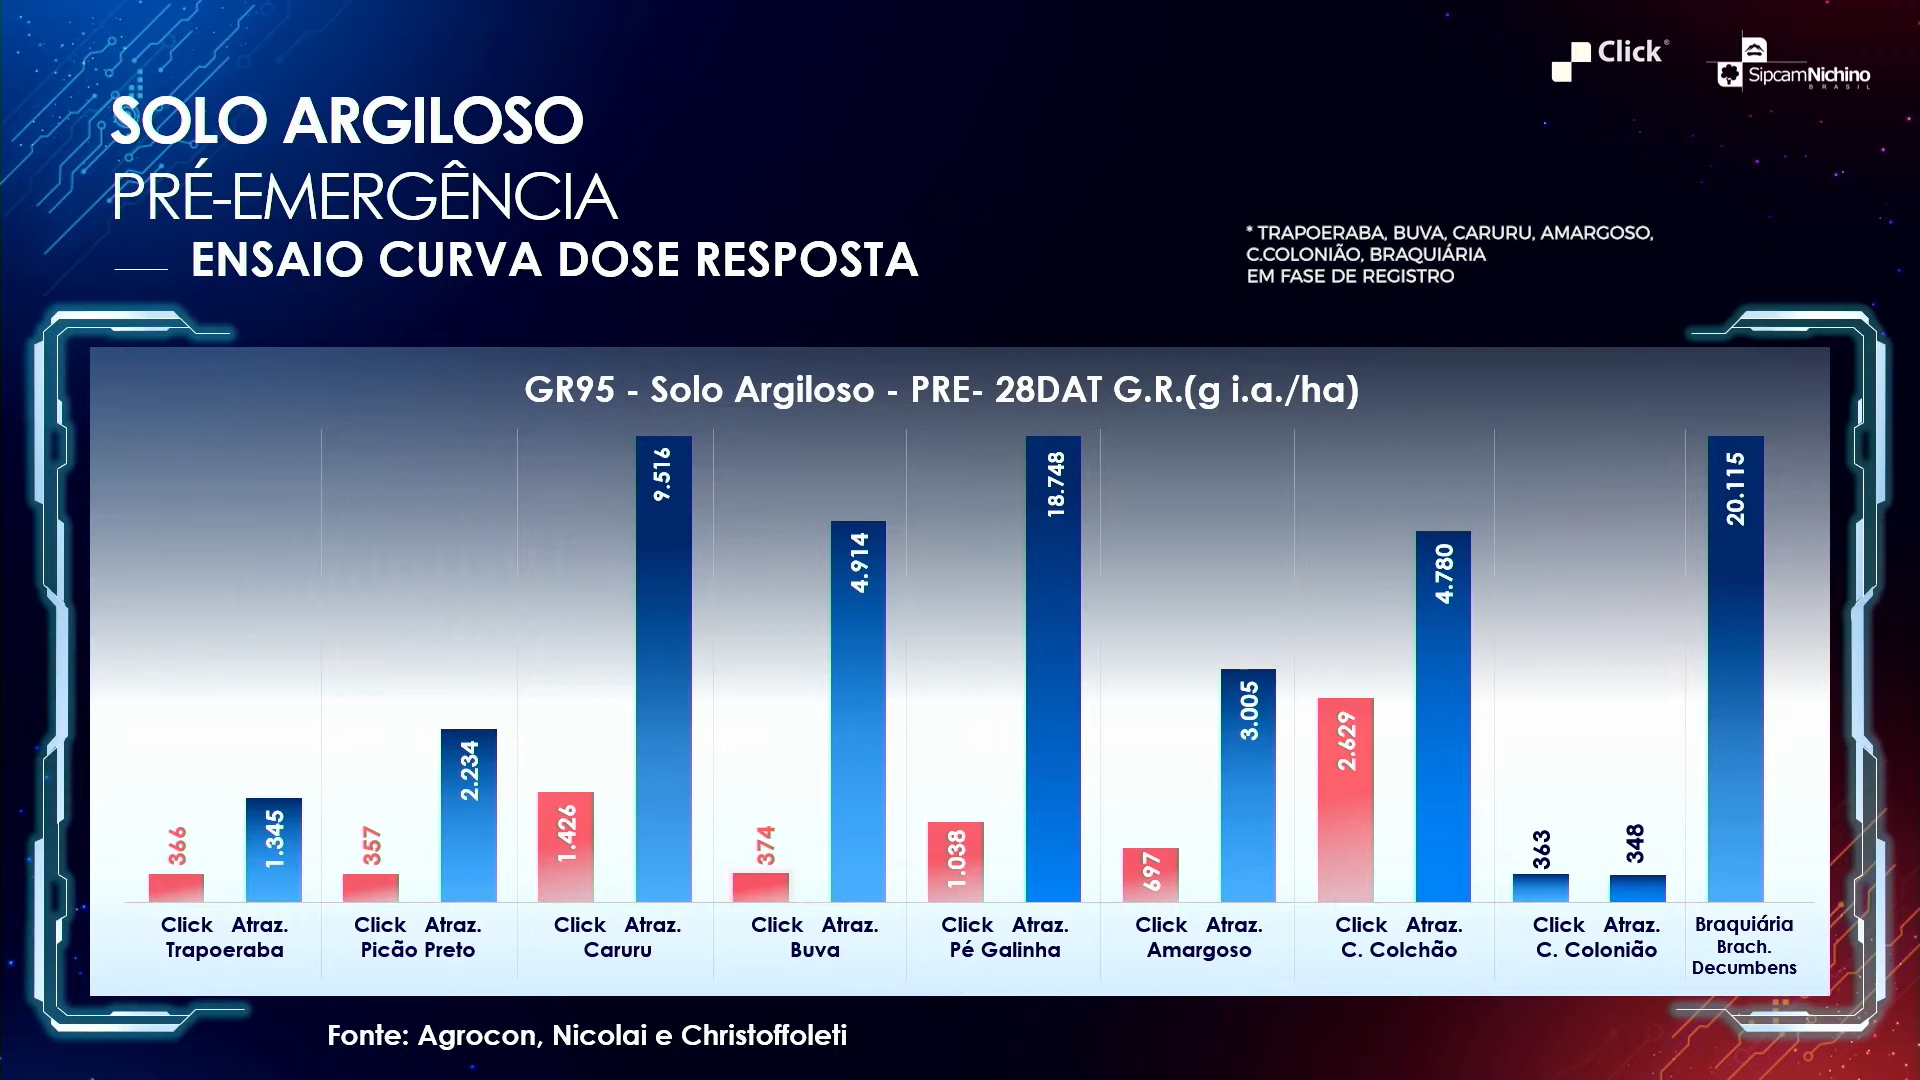 Click®
SipcamNichino
BRASIL
SOLO ARGILOSO
PRÉ-EMERGÊNCIA
ENSAIO CURVA DOSE RESPOSTA
* TRAPOERABA, BUVA, CARURU, AMARGOSO,
C.COLONIÃO, BRAQUIÁRIA
EM FASE DE REGISTRO
GR95 - Solo Argiloso - PRE- 28DAT G.R.(g i.a./ha)
366 1.345 357 2.234 1.426 9.516 374 4.914 1.038 18.748 697 3.005 2.629 4.780 363 348 20.115
Click Atraz. Click Atraz. Click Atraz. Click Atraz. Click Atraz. Click Atraz. Click Atraz. Click Atraz. Braquiária
Trapoeraba Picão Preto Caruru Buva Pé Galinha Amargoso C. Colchão C. Colonião Brach.
Decumbens
Fonte: Agrocon, Nicolai e Christoffoleti